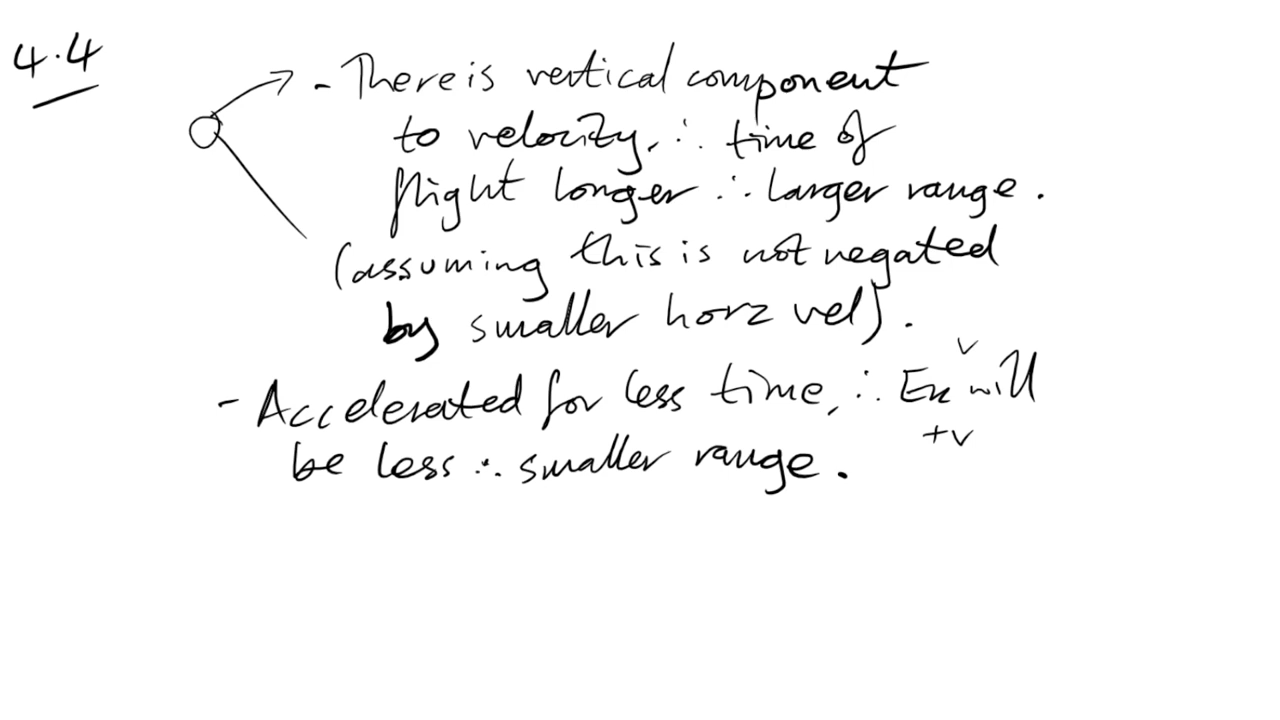 4.4
- There is vertical component
to velocity, ∴ time of
flight longer ∴ larger range.
(assuming this is not negated
by smaller horz vel).
v
- Accelerated for less time, ∴ Ek will
+v
be less ∴ smaller range.